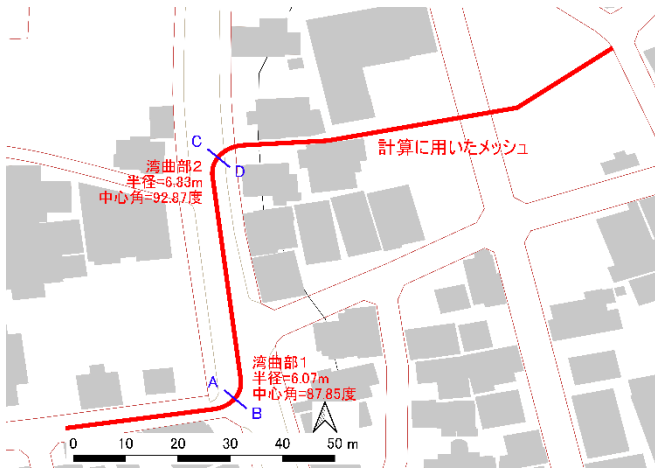 C
D
計算に用いたメッシュ
湾曲部2
半径=6.83m
中心角=92.87度
湾曲部1
半径=6.07m
中心角=87.85度
A
B
0 10 20 30 40 50 m